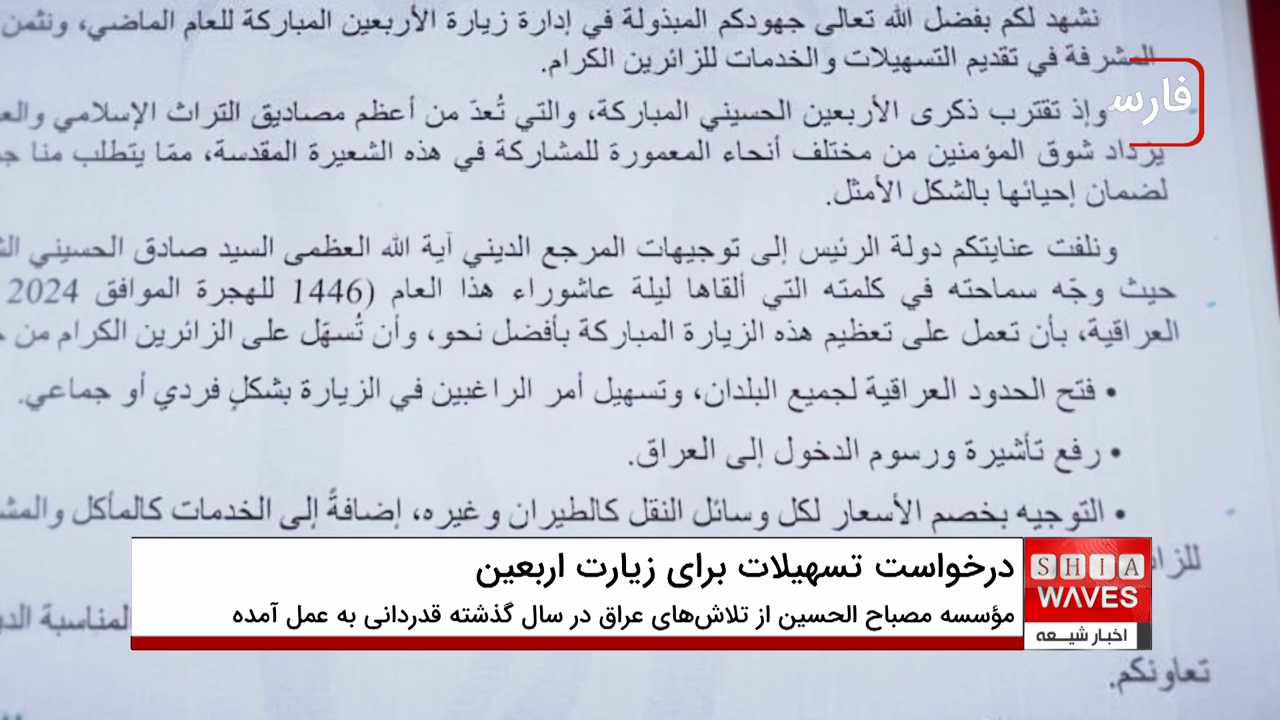 نشهد لكم بفضل الله تعالى جهودكم المبذولة في إدارة زيارة الأربعين المباركة للعام الماضي، ونثمن
المشرفة في تقديم التسهيلات والخدمات للزائرين الكرام.
فارسی
وإذ تقترب ذكرى الأربعين الحسيني المباركة، والتي تُعدّ من أعظم مصاديق التراث الإسلامي
يزداد شوق المؤمنين من مختلف أنحاء المعمورة للمشاركة في هذه الشعيرة المقدسة، ممّا يتطلب منا
لضمان إحيائها بالشكل الأمثل.
ونلفت عنايتكم دولة الرئيس إلى توجيهات المرجع الديني آية الله العظمى السيد صادق الحسيني
حيث وجّه سماحته في كلمته التي ألقاها ليلة عاشوراء هذا العام (1446 للهجرة الموافق 2024
العراقية، بأن تعمل على تعظيم هذه الزيارة المباركة بأفضل نحو، وأن تُسهّل على الزائرين الكرام من
• فتح الحدود العراقية لجميع البلدان، وتسهيل أمر الراغبين في الزيارة بشكلٍ فردي أو جماعي.
• رفع تأشيرة ورسوم الدخول إلى العراق.
• التوجيه بخصم الأسعار لكل وسائل النقل كالطيران وغيره، إضافةً إلى الخدمات كالمأكل
درخواست تسهیلات برای زیارت اربعین
مؤسسه مصباح الحسین از تلاش‌های عراق در سال گذشته قدردانی به عمل آمده
SHIA
WAVES
اخبار شیعه
المناسبة
تعاونكم.